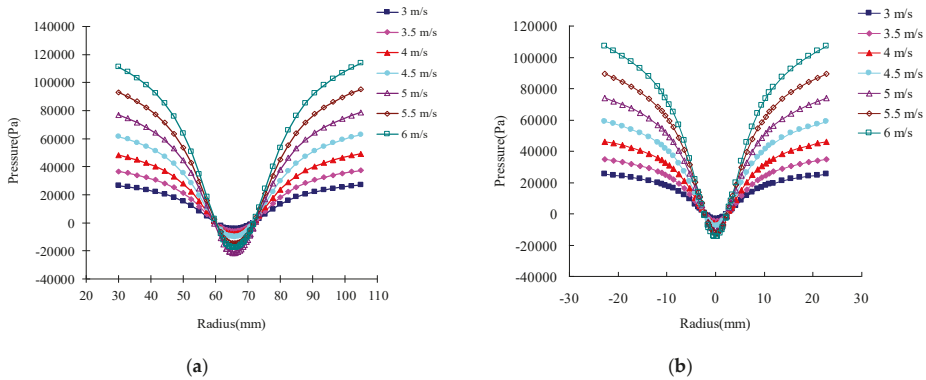 140000
120000
100000
80000
60000
40000
20000
0
-20000
-40000
Pressure(Pa)
20 30 40 50 60 70 80 90 100 110
Radius(mm)
3 m/s
3.5 m/s
4 m/s
4.5 m/s
5 m/s
5.5 m/s
6 m/s
(a)
120000
100000
80000
60000
40000
20000
0
-20000
-40000
Pressure(Pa)
-30 -20 -10 0 10 20 30
Radius(mm)
3 m/s
3.5 m/s
4 m/s
4.5 m/s
5 m/s
5.5 m/s
6 m/s
(b)